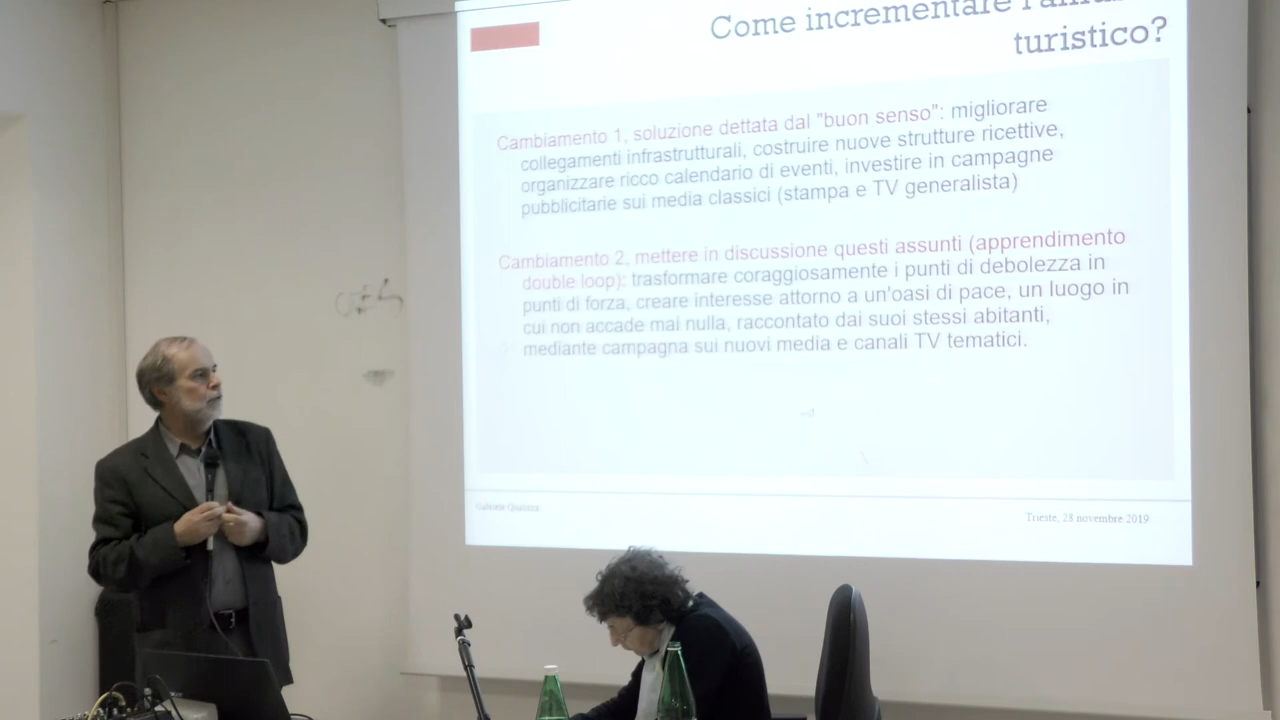 Come incrementare
turistico?
Cambiamento 1, soluzione dettata dal "buon senso": migliorare
collegamenti infrastrutturali, costruire nuove strutture ricettive,
organizzare ricco calendario di eventi, investire in campagne
pubblicitarie sui media classici (stampa e TV generalista)
Cambiamento 2, mettere in discussione questi assunti (apprendimento
double loop): trasformare coraggiosamente i punti di debolezza in
punti di forza, creare interesse attorno a un'oasi di pace, un luogo in
cui non accade mai nulla, raccontato dai suoi stessi abitanti,
mediante campagna sui nuovi media e canali TV tematici.
Gabriele
Trieste, 28 novembre 2019